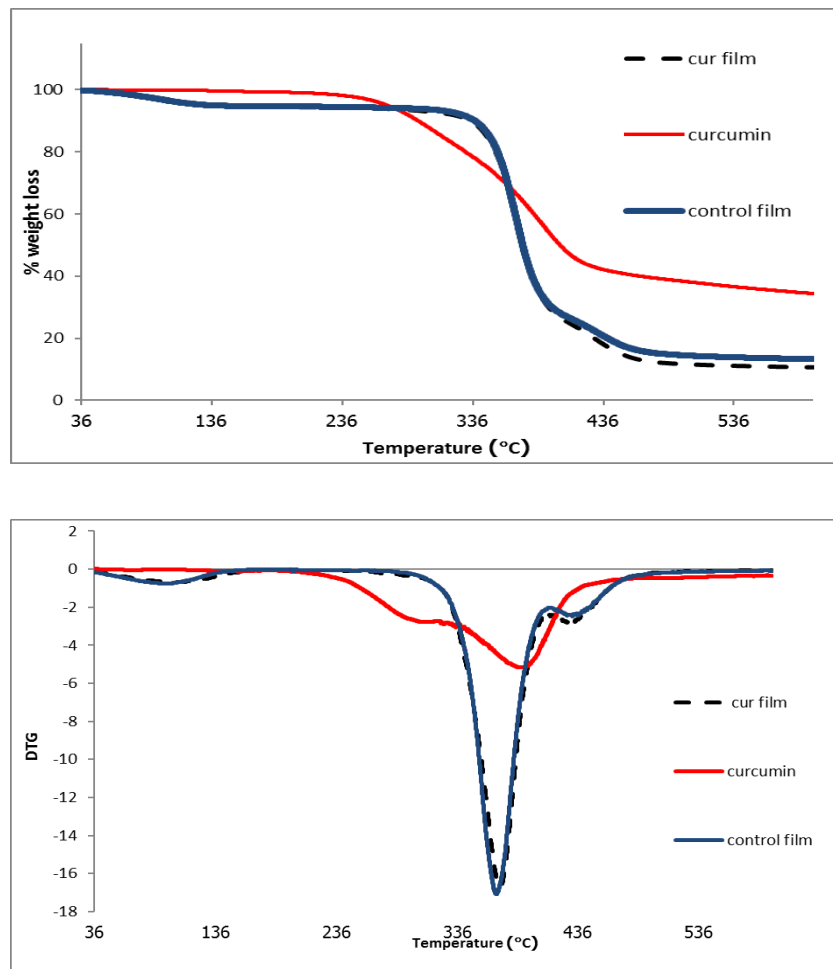 cur film
curcumin
control film
100
80
60
40
20
0
% weight loss
36 136 236 336 436 536
Temperature (°C)
2
0
-2
-4
-6
-8
-10
-12
-14
-16
-18
DTG
cur film
curcumin
control film
36 136 236 336 436 536
Temperature (°C)